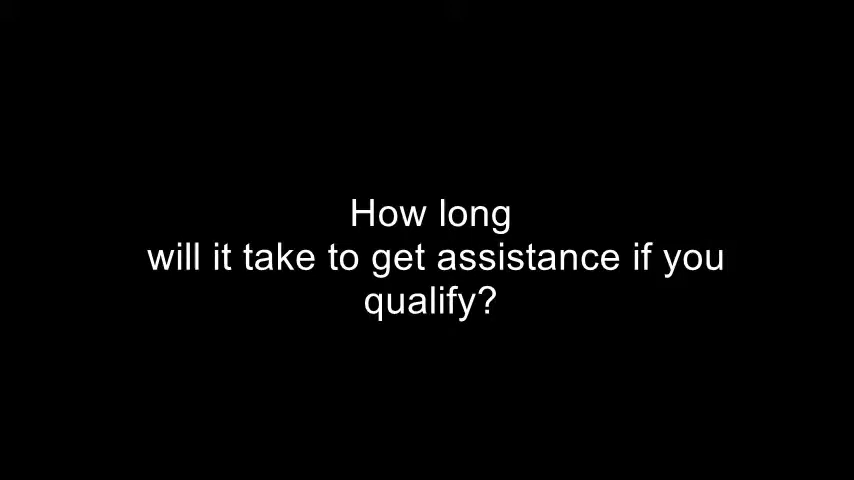 How long
will it take to get assistance if you
qualify?